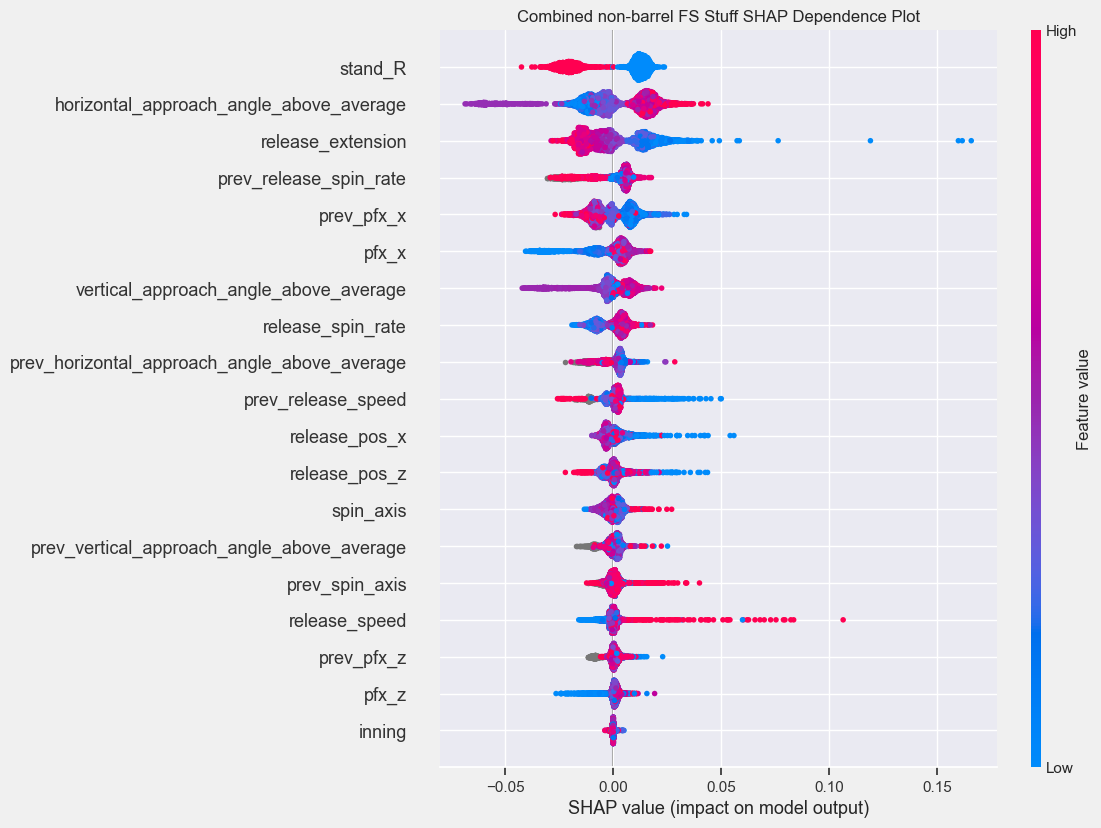 Combined non-barrel FS Stuff SHAP Dependence Plot
High
stand_R
horizontal_approach_angle_above_average
release_extension
prev_release_spin_rate
prev_pfx_x
pfx_x
vertical_approach_angle_above_average
release_spin_rate
prev_horizontal_approach_angle_above_average
prev_release_speed
release_pos_x
release_pos_z
spin_axis
prev_vertical_approach_angle_above_average
prev_spin_axis
release_speed
prev_pfx_z
pfx_z
inning
Feature value
Low
−0.05 0.00 0.05 0.10 0.15
SHAP value (impact on model output)